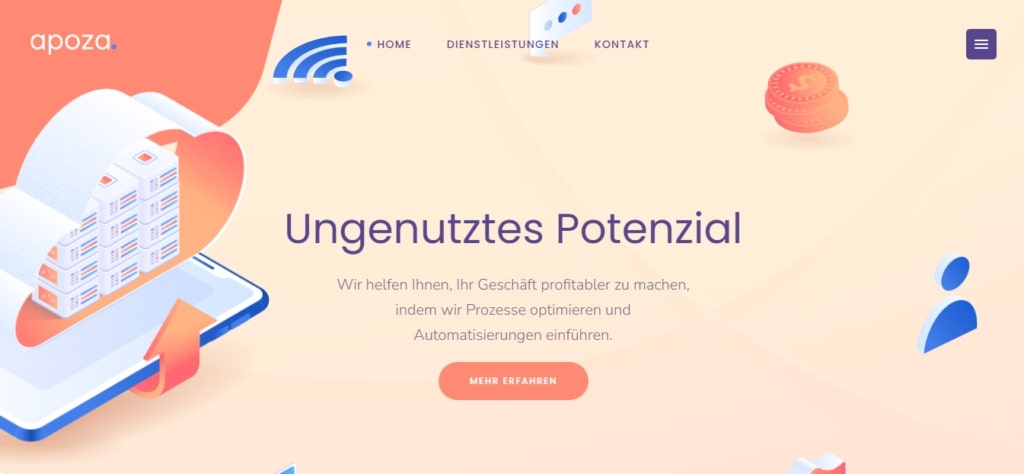 apoza.
HOME
DIENSTLEISTUNGEN
KONTAKT
Ungenutztes Potenzial
Wir helfen Ihnen, Ihr Geschäft profitabler zu machen,
indem wir Prozesse optimieren und
Automatisierungen einführen.
MEHR ERFAHREN